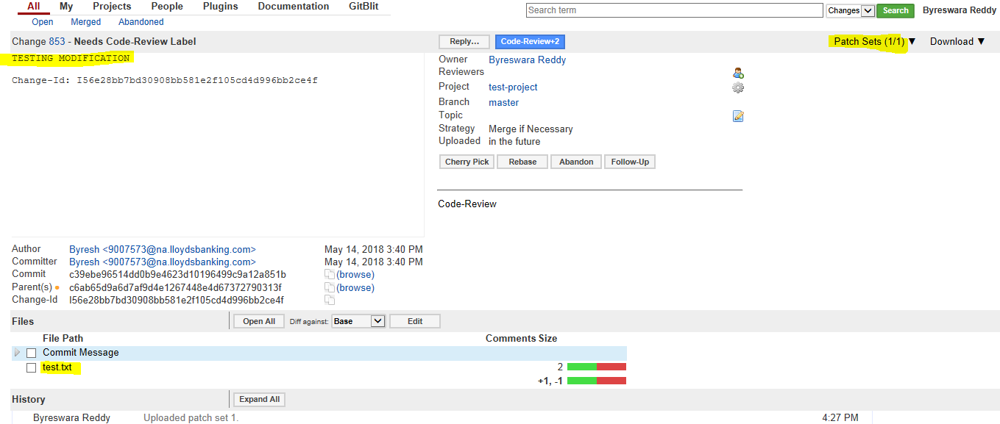 All My Projects People Plugins Documentation GitBlit Search term Changes Search Byreswara Reddy
Open Merged Abandoned
Change 853 - Needs Code-Review Label Reply... Code-Review+2 Patch Sets (1/1) ▼ Download ▼
TESTING MODIFICATION
Change-Id: I56e28bb7bd30908bb581e2f105cd4d996bb2ce4f
Owner Byreswara Reddy
Reviewers
Project test-project
Branch master
Topic
Strategy Merge if Necessary
Uploaded in the future
Cherry Pick Rebase Abandon Follow-Up
Code-Review
Author Byresh <9007573@na.lloydsbanking.com> May 14, 2018 3:40 PM
Committer Byresh <9007573@na.lloydsbanking.com> May 14, 2018 3:40 PM
Commit c39ebe96514dd0b9e4623d10196499c9a12a851b (browse)
Parent(s) c6ab65d9a6d7af9d4e1267448e4d67372790313f (browse)
Change-Id I56e28bb7bd30908bb581e2f105cd4d996bb2ce4f
Files Open All Diff against: Base Edit
File Path Comments Size
Commit Message
test.txt 2
+1, -1
History Expand All
Byreswara Reddy Uploaded patch set 1. 4:27 PM